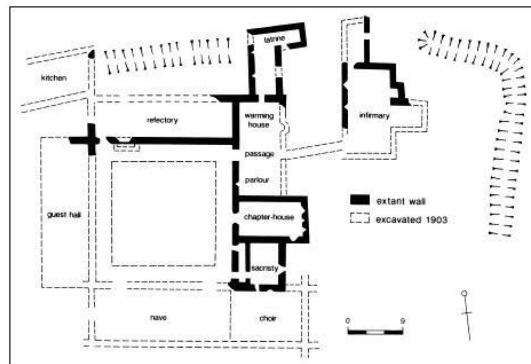 latrine
kitchen
refectory
warming
house
infirmary
passage
parlour
guest hall
extant wall
excavated 1903
chapter-house
sacristy
nave
choir
0
9